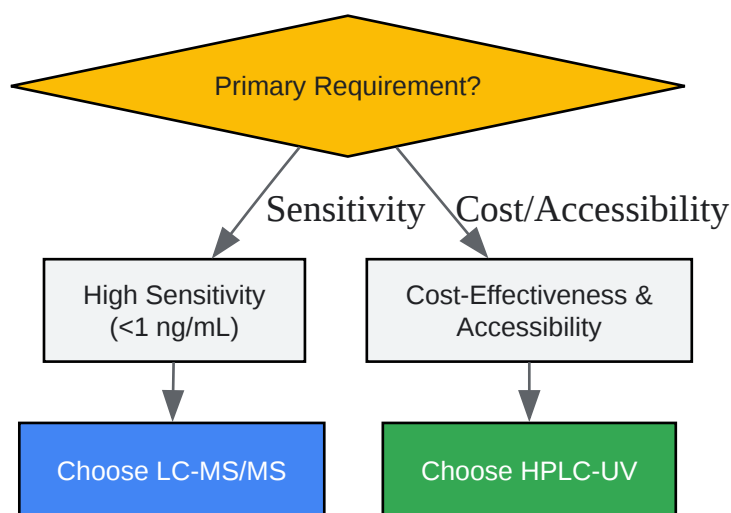 Primary Requirement?
Sensitivity
Cost/Accessibility
High Sensitivity
(<1 ng/mL)
Cost-Effectiveness &
Accessibility
Choose LC-MS/MS
Choose HPLC-UV